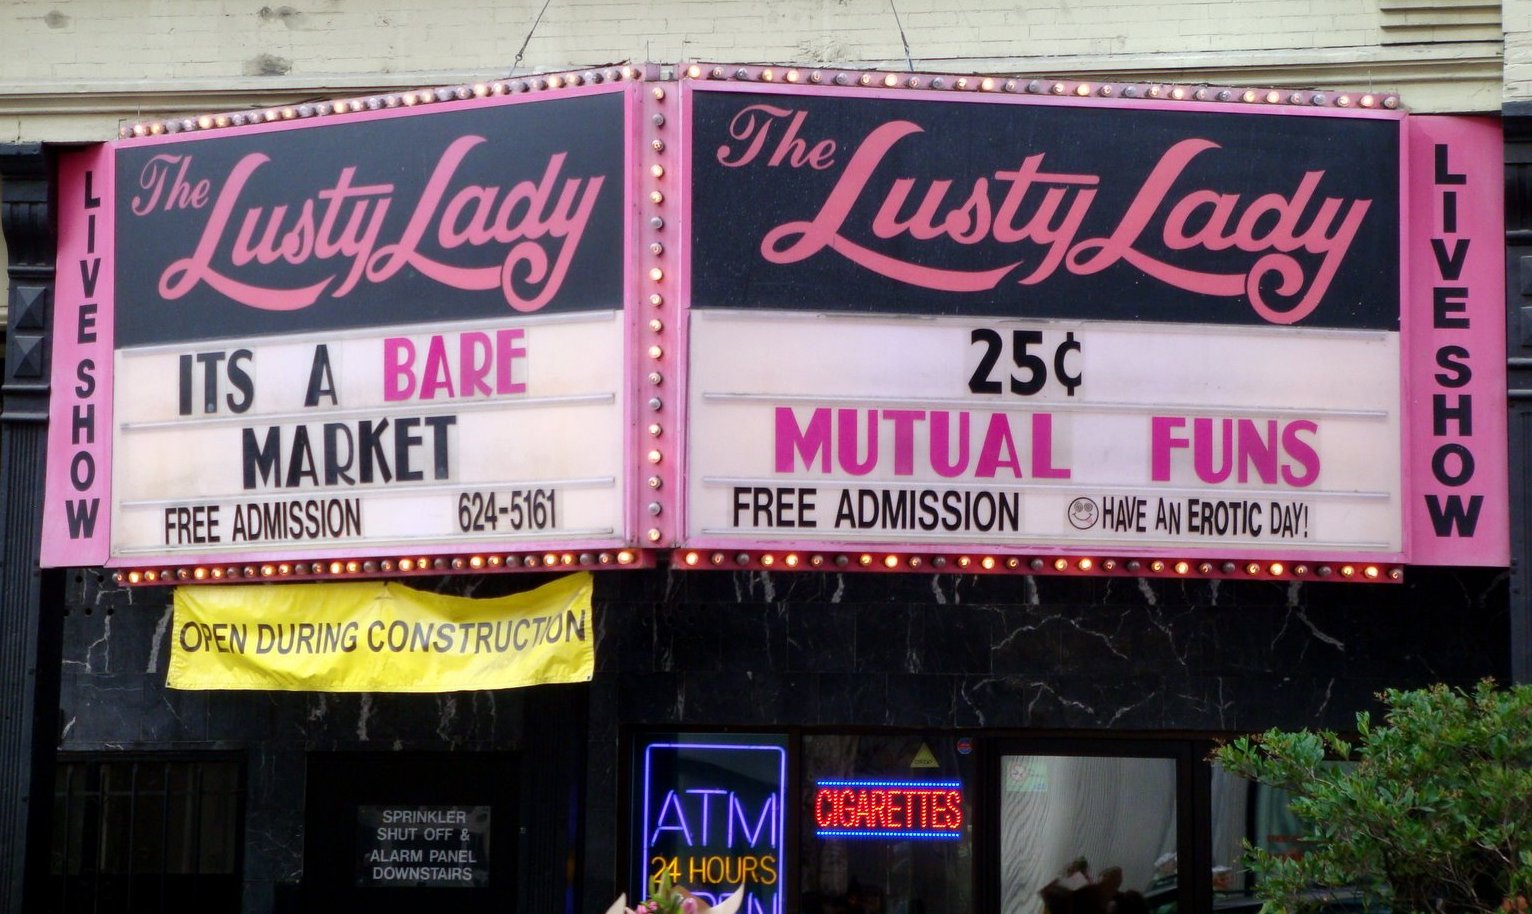 LIVE SHOW
The Lusty Lady
ITS A BARE
MARKET
FREE ADMISSION 624-5161
The Lusty Lady
25¢
MUTUAL FUNS
FREE ADMISSION HAVE AN EROTIC DAY!
LIVE SHOW
OPEN DURING CONSTRUCTION
SPRINKLER
SHUT OFF &
ALARM PANEL
DOWNSTAIRS
ATM
24 HOURS
OPEN
CIGARETTES